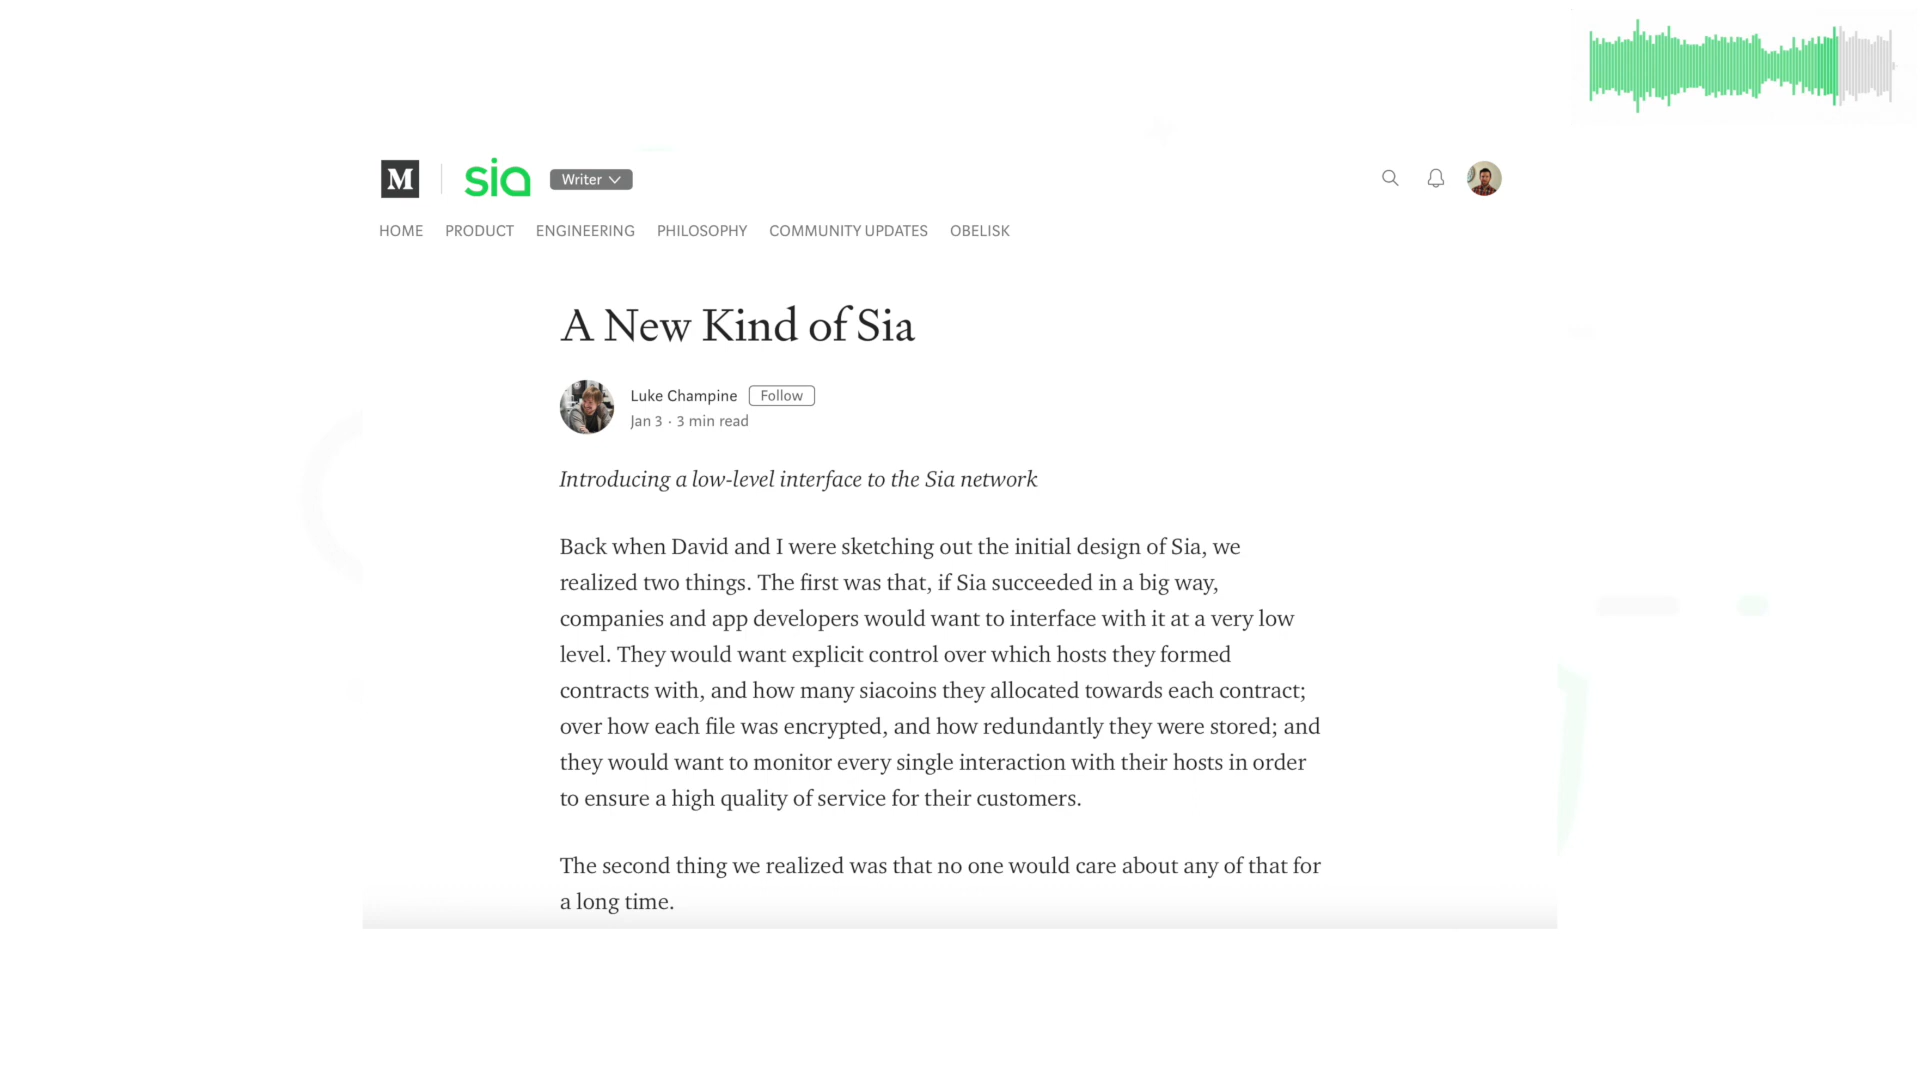 M
sia
Writer
HOME PRODUCT ENGINEERING PHILOSOPHY COMMUNITY UPDATES OBELISK
A New Kind of Sia
Luke Champine Follow
Jan 3 · 3 min read
Introducing a low-level interface to the Sia network
Back when David and I were sketching out the initial design of Sia, we
realized two things. The first was that, if Sia succeeded in a big way,
companies and app developers would want to interface with it at a very low
level. They would want explicit control over which hosts they formed
contracts with, and how many siacoins they allocated towards each contract;
over how each file was encrypted, and how redundantly they were stored; and
they would want to monitor every single interaction with their hosts in order
to ensure a high quality of service for their customers.
The second thing we realized was that no one would care about any of that for
a long time.